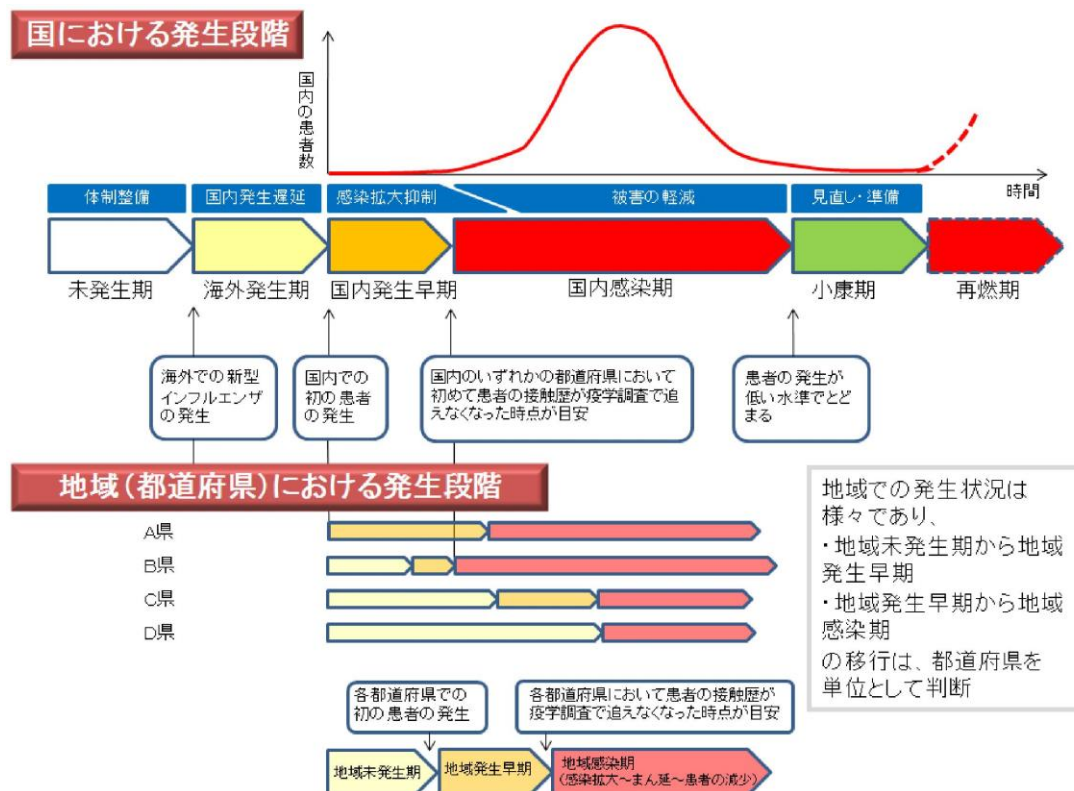 国における発生段階
国内の患者数
時間
体制整備
国内発生遅延
感染拡大抑制
被害の軽減
見直し・準備
未発生期
海外発生期
国内発生早期
国内感染期
小康期
再燃期
海外での新型
インフルエンザ
の発生
国内での
初の患者
の発生
国内のいずれかの都道府県において
初めて患者の接触歴が疫学調査で追
えなくなった時点が目安
患者の発生が
低い水準でとど
まる
地域(都道府県)における発生段階
A県
B県
C県
D県
地域での発生状況は
様々であり、
・地域未発生期から地域
発生早期
・地域発生早期から地域
感染期
の移行は、都道府県を
単位として判断
各都道府県での
初の患者の発生
各都道府県において患者の接触歴が
疫学調査で追えなくなった時点が目安
地域未発生期
地域発生早期
地域感染期
(感染拡大~まん延~患者の減少)